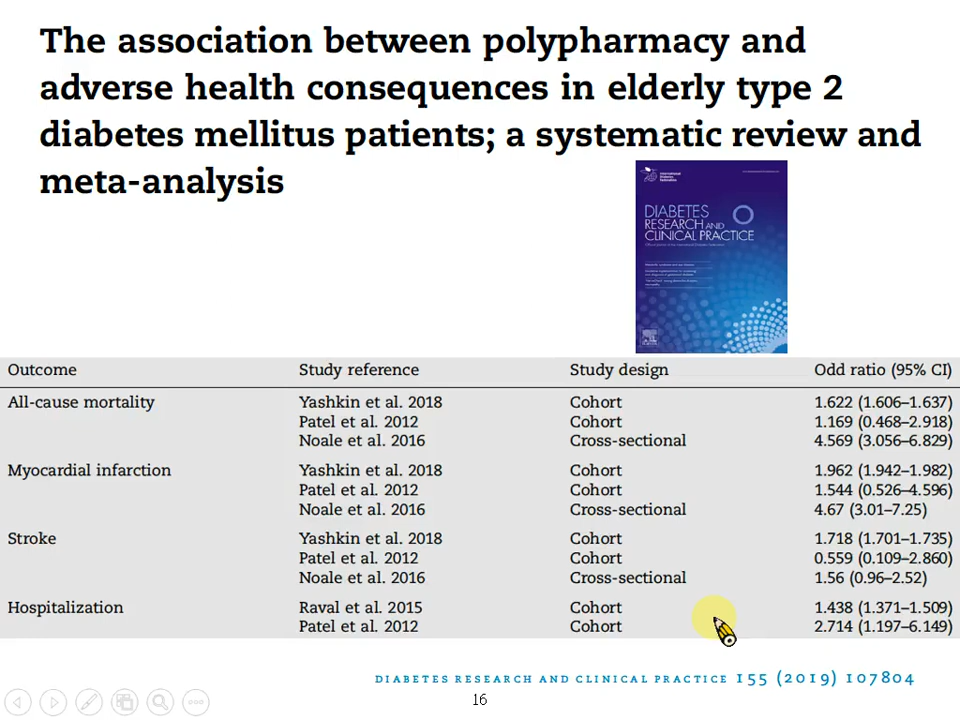 The association between polypharmacy and
adverse health consequences in elderly type 2
diabetes mellitus patients; a systematic review and
meta-analysis
International
Diabetes
Federation
DIABETES
RESEARCH AND
CLINICAL PRACTICE
Outcome Study reference Study design Odd ratio (95% CI)
All-cause mortality Yashkin et al. 2018 Cohort 1.622 (1.606–1.637)
Patel et al. 2012 Cohort 1.169 (0.468–2.918)
Noale et al. 2016 Cross-sectional 4.569 (3.056–6.829)
Myocardial infarction Yashkin et al. 2018 Cohort 1.962 (1.942–1.982)
Patel et al. 2012 Cohort 1.544 (0.526–4.596)
Noale et al. 2016 Cross-sectional 4.67 (3.01–7.25)
Stroke Yashkin et al. 2018 Cohort 1.718 (1.701–1.735)
Patel et al. 2012 Cohort 0.559 (0.109–2.860)
Noale et al. 2016 Cross-sectional 1.56 (0.96–2.52)
Hospitalization Raval et al. 2015 Cohort 1.438 (1.371–1.509)
Patel et al. 2012 Cohort 2.714 (1.197–6.149)
DIABETES RESEARCH AND CLINICAL PRACTICE 155 (2019) 107804
16